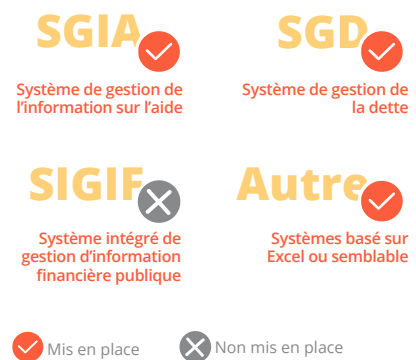 SGIA
Système de gestion de
l'information sur l'aide
SGD
Système de gestion de
la dette
SIGIF
Système intégré de
gestion d'information
financière publique
Autre
Systèmes basé sur
Excel ou semblable
Mis en place
Non mis en place